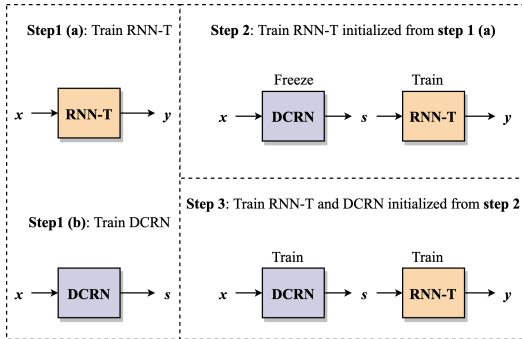 Step1 (a): Train RNN-T
x RNN-T y
Step1 (b): Train DCRN
x DCRN s
Step 2: Train RNN-T initialized from step 1 (a)
Freeze Train
x DCRN s RNN-T y
Step 3: Train RNN-T and DCRN initialized from step 2
Train Train
x DCRN s RNN-T y